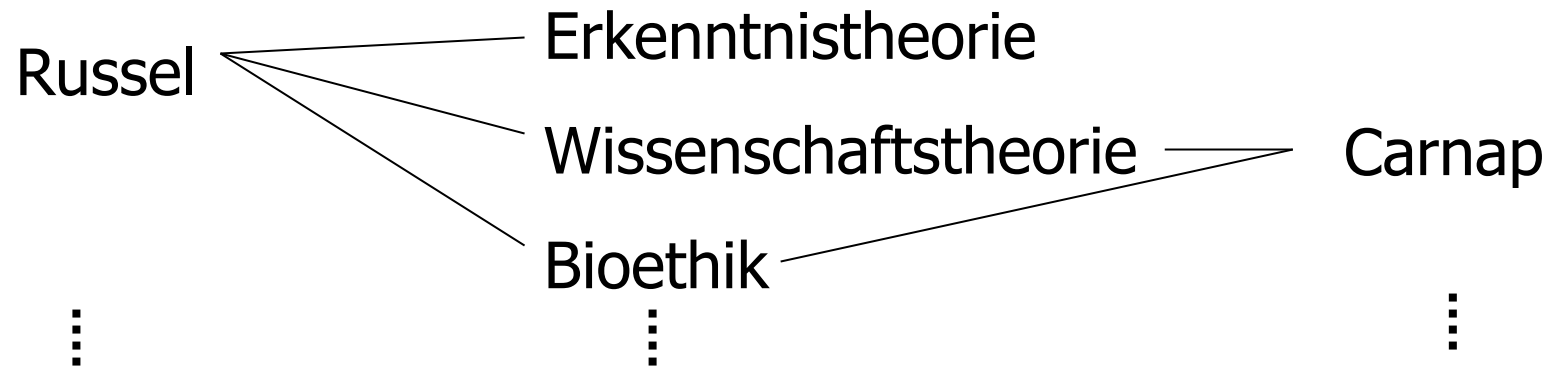 Erkenntnistheorie
Russel
Wissenschaftstheorie
Carnap
Bioethik